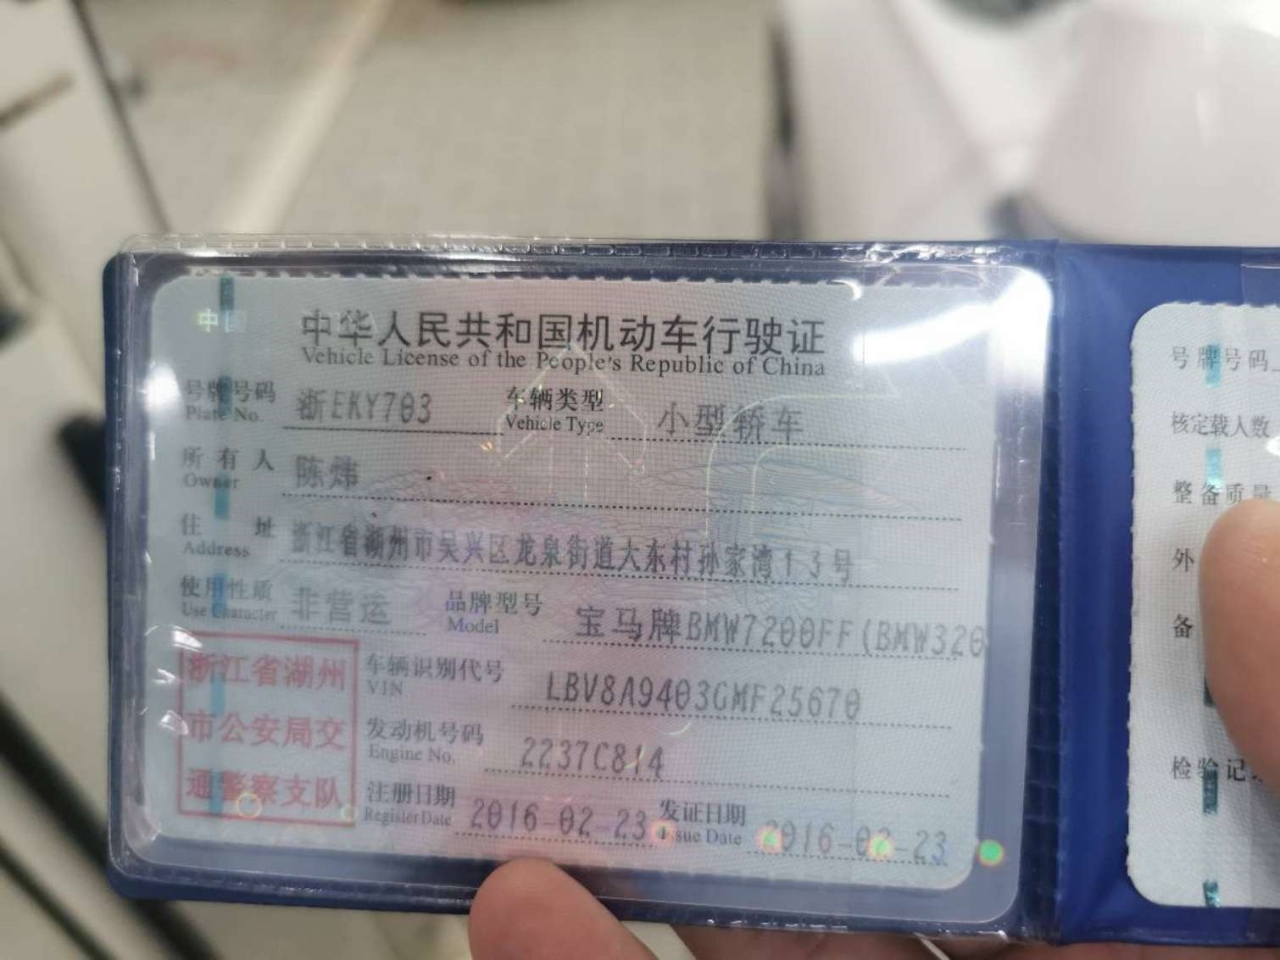 中国
中华人民共和国机动车行驶证
Vehicle License of the People's Republic of China
号牌号码 浙EKY703 车辆类型 小型轿车
Plate No. Vehicle Type
所有人 陈炜
Owner
住址 浙江省湖州市吴兴区龙泉街道大东村孙家湾13号
Address
使用性质 非营运 品牌型号 宝马牌BMW7200FF(BMW320
Use Character Model
浙江省湖州
市公安局交
通警察支队
车辆识别代号 LBV8A9403GMF25670
VIN
发动机号码 2237C814
Engine No.
注册日期 2016-02-23 发证日期 2016-02-23
Register Date Issue Date
号牌号码
核定载人数
整备质量
外
备
检验记